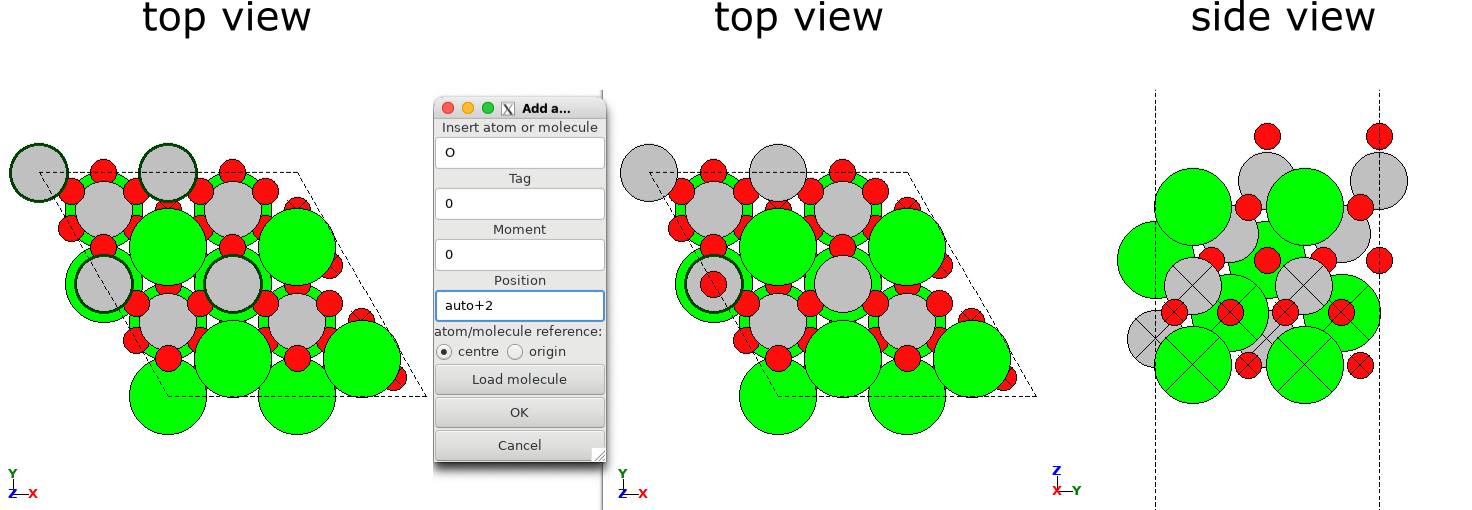 top view
top view
side view
X Add a...
Insert atom or molecule
O
Tag
0
Moment
0
Position
auto+2
atom/molecule reference:
centre origin
Load molecule
OK
Cancel
Y
Z X
Y
Z X
Z
X Y